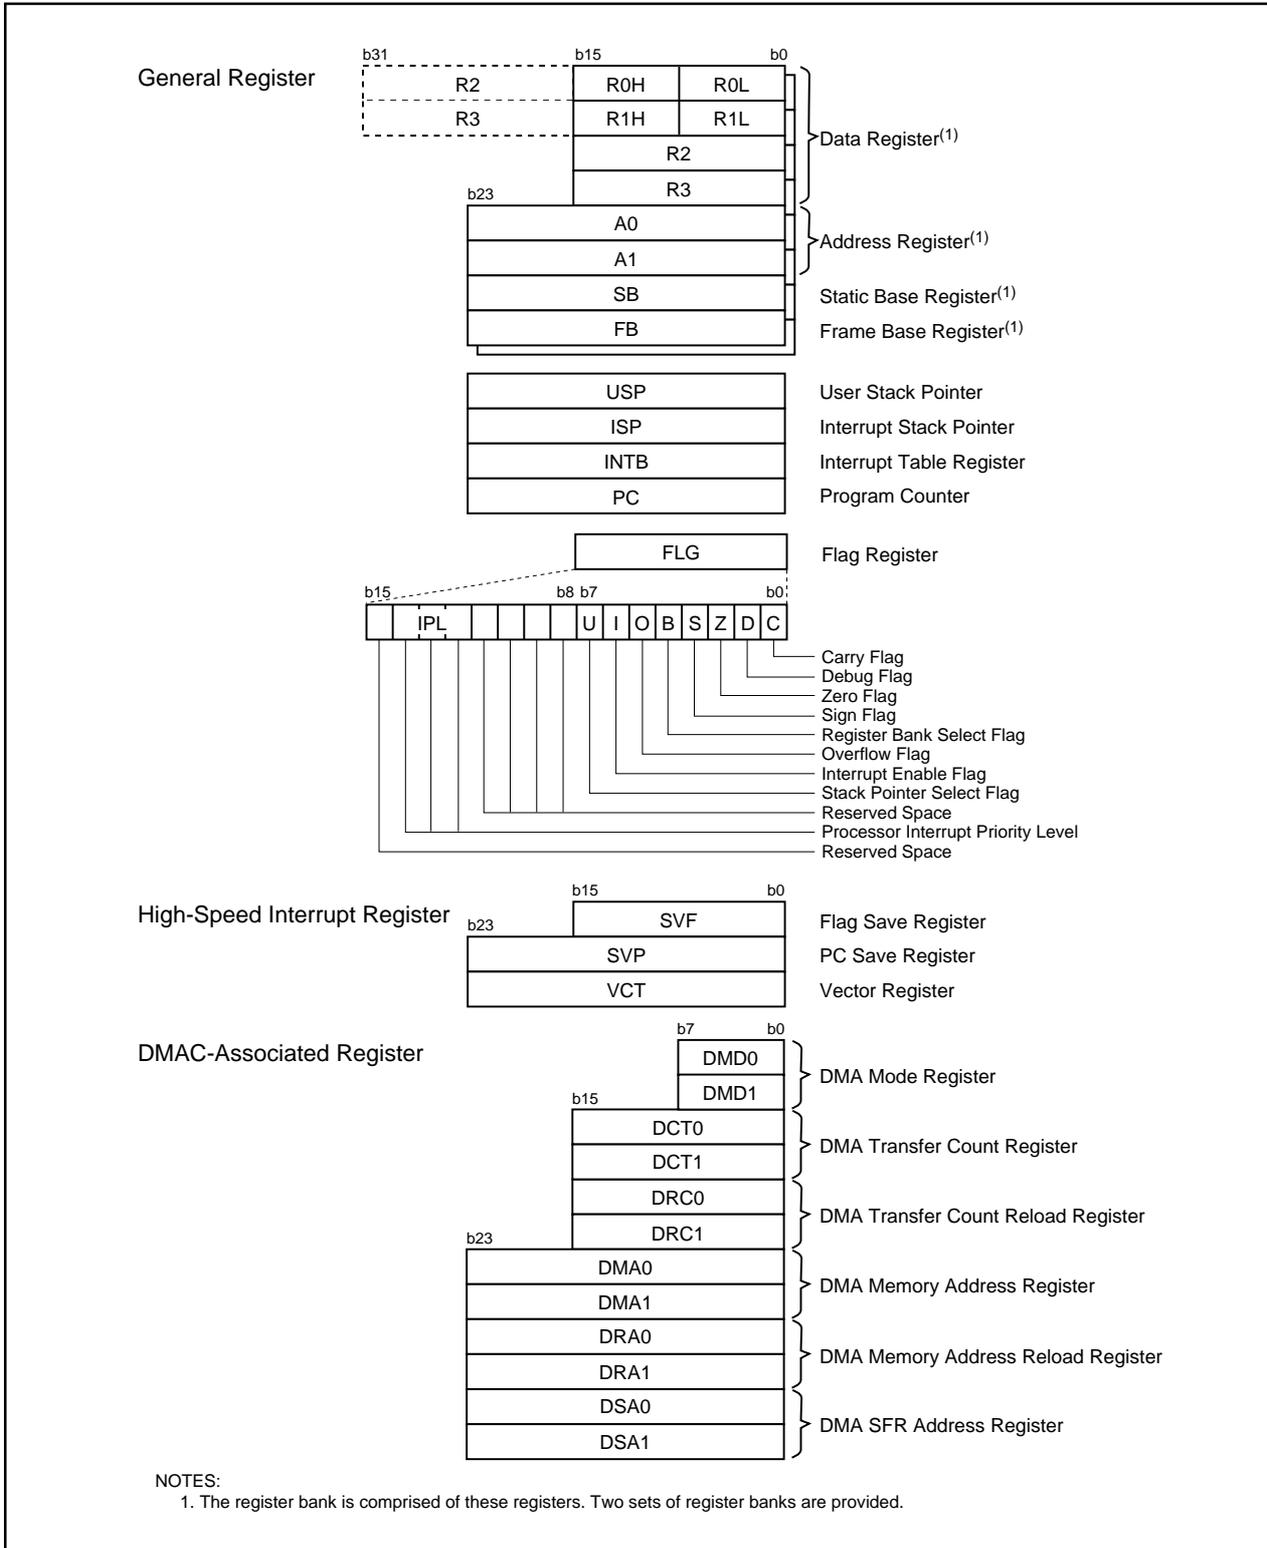 b31 b15 b0
General Register
R2 R0H R0L
R3 R1H R1L
R2
Data Register(1)
R3
b23
A0
Address Register(1)
A1
SB Static Base Register(1)
FB Frame Base Register(1)
USP User Stack Pointer
ISP Interrupt Stack Pointer
INTB Interrupt Table Register
PC Program Counter
FLG Flag Register
b15 b8 b7 b0
IPL U I O B S Z D C
Carry Flag
Debug Flag
Zero Flag
Sign Flag
Register Bank Select Flag
Overflow Flag
Interrupt Enable Flag
Stack Pointer Select Flag
Reserved Space
Processor Interrupt Priority Level
Reserved Space
b15 b0
High-Speed Interrupt Register
b23
SVF Flag Save Register
SVP PC Save Register
VCT Vector Register
b7 b0
DMAC-Associated Register
DMD0
DMA Mode Register
DMD1
b15
DCT0
DMA Transfer Count Register
DCT1
DRC0
DMA Transfer Count Reload Register
DRC1
b23
DMA0
DMA Memory Address Register
DMA1
DRA0
DMA Memory Address Reload Register
DRA1
DSA0
DMA SFR Address Register
DSA1
NOTES:
1. The register bank is comprised of these registers. Two sets of register banks are provided.